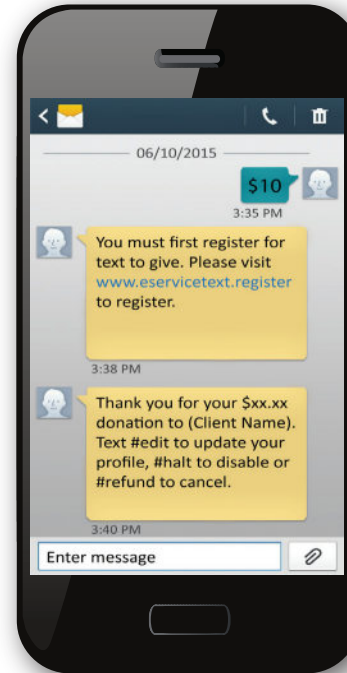 06/10/2015
$10
3:35 PM
You must first register for
text to give. Please visit
www.eservicetext.register
to register.
3:38 PM
Thank you for your $xx.xx
donation to (Client Name).
Text #edit to update your
profile, #halt to disable or
#refund to cancel.
3:40 PM
Enter message